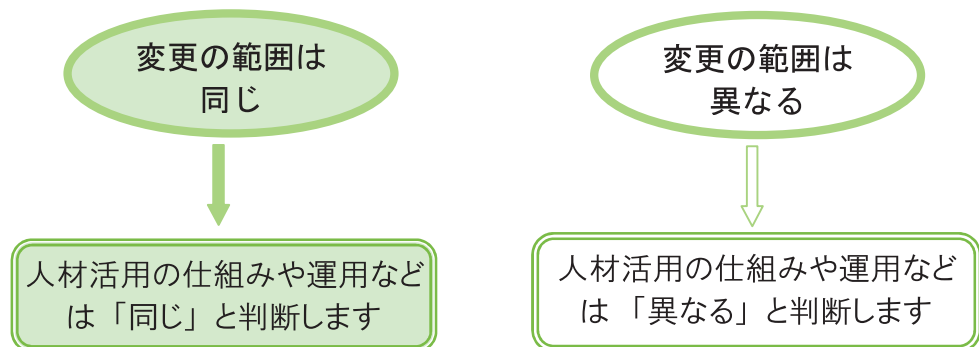 変更の範囲は
同じ
人材活用の仕組みや運用など
は「同じ」と判断します
変更の範囲は
異なる
人材活用の仕組みや運用など
は「異なる」と判断します